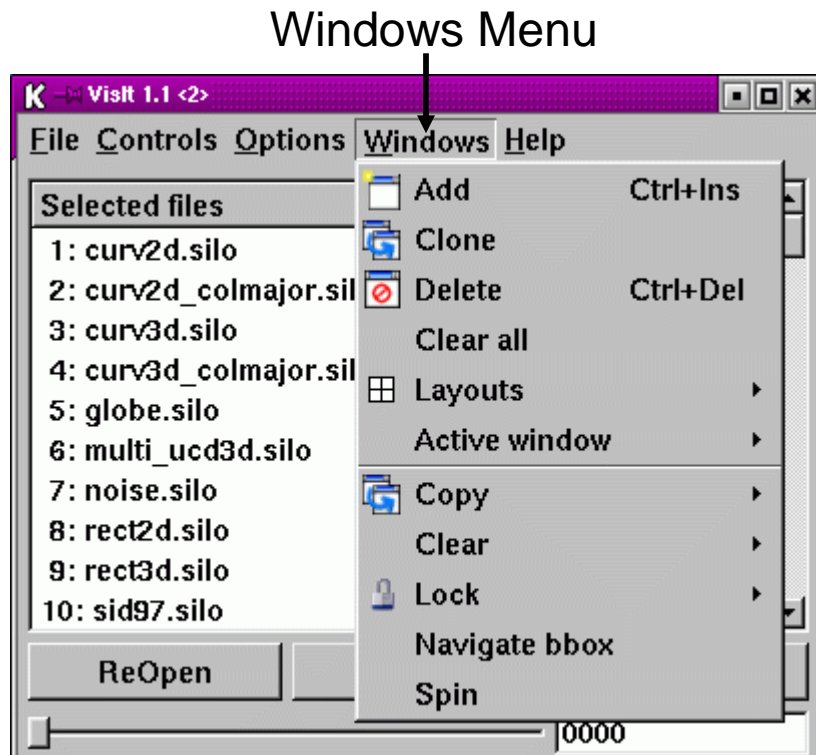 Windows Menu
VisIt 1.1 <2>
File Controls Options Windows Help
Selected files
1: curv2d.silo
2: curv2d_colmajor.sil
3: curv3d.silo
4: curv3d_colmajor.sil
5: globe.silo
6: multi_ucd3d.silo
7: noise.silo
8: rect2d.silo
9: rect3d.silo
10: sid97.silo
ReOpen
Add Ctrl+Ins
Clone
Delete Ctrl+Del
Clear all
Layouts
Active window
Copy
Clear
Lock
Navigate bbox
Spin
0000